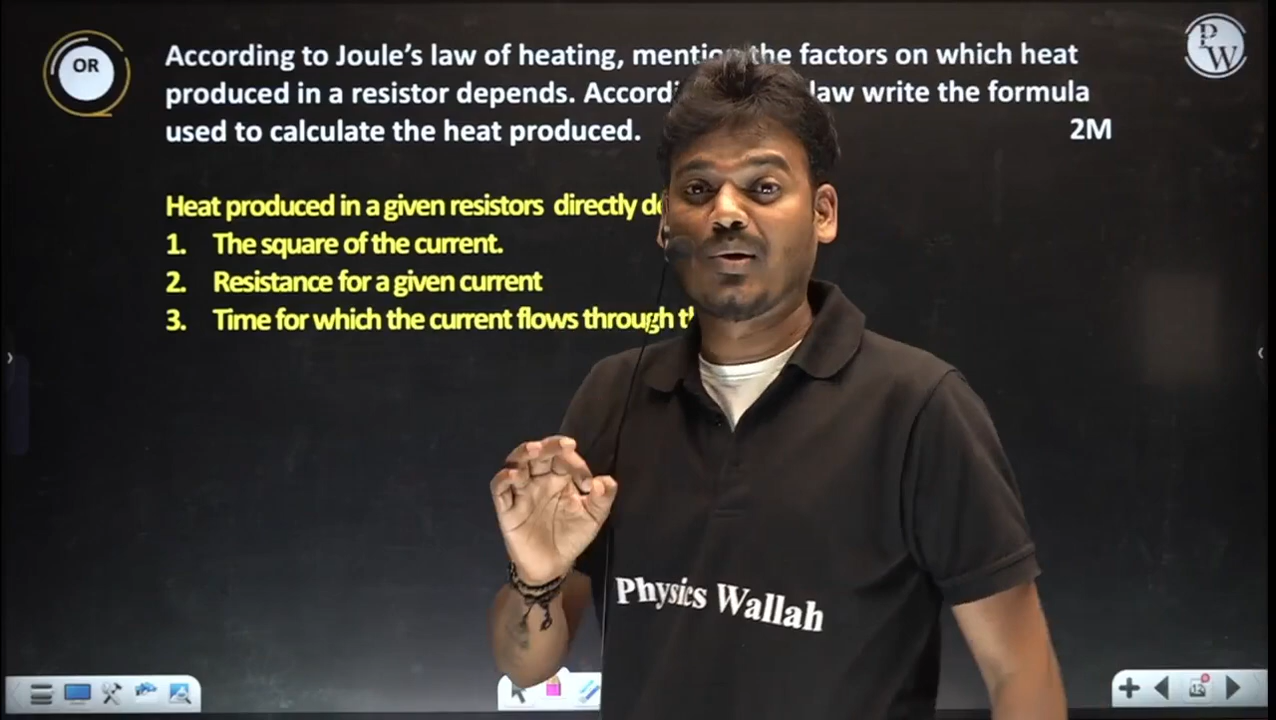 OR
According to Joule's law of heating, mention the factors on which heat
produced in a resistor depends. law write the formula
used to calculate the heat produced. 2M
P
W
Heat produced in a given resistors directly
1. The square of the current.
2. Resistance for a given current
3. Time for which the current flows through
Physics Wallah
12